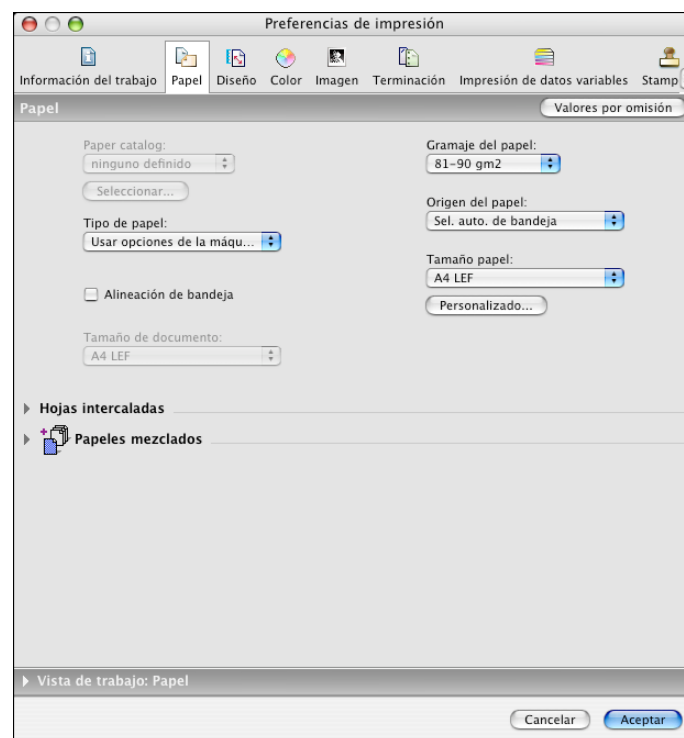 Preferencias de impresión
Información del trabajo Papel Diseño Color Imagen Terminación Impresión de datos variables Stamp
Papel Valores por omisión
Paper catalog:
ninguno definido
Seleccionar...
Tipo de papel:
Usar opciones de la máqu...
Alineación de bandeja
Tamaño de documento:
A4 LEF
Gramaje del papel:
81-90 gm2
Origen del papel:
Sel. auto. de bandeja
Tamaño papel:
A4 LEF
Personalizado...
Hojas intercaladas
Papeles mezclados
Vista de trabajo: Papel
Cancelar Aceptar